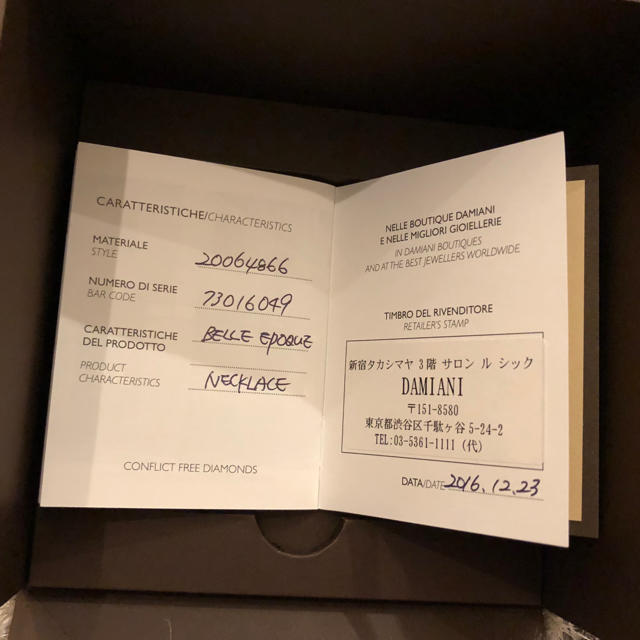 CARATTERISTICHE/CHARACTERISTICS
MATERIALE
STYLE
20064866
NUMERO DI SERIE
BAR CODE
73016049
CARATTERISTICHE
DEL PRODOTTO
BELLE EPOQUE
PRODUCT
CHARACTERISTICS
NECKLACE
CONFLICT FREE DIAMONDS
NELLE BOUTIQUE DAMIANI
E NELLE MIGLIORI GIOIELLERIE
IN DAMIANI BOUTIQUES
AND AT THE BEST JEWELLERS WORLDWIDE
TIMBRO DEL RIVENDITORE
RETAILER'S STAMP
新宿タカシマヤ 3階 サロン ル シック
DAMIANI
〒151-8580
東京都渋谷区千駄ヶ谷 5-24-2
TEL:03-5361-1111 (代)
DATA/DATE 2016.12.23